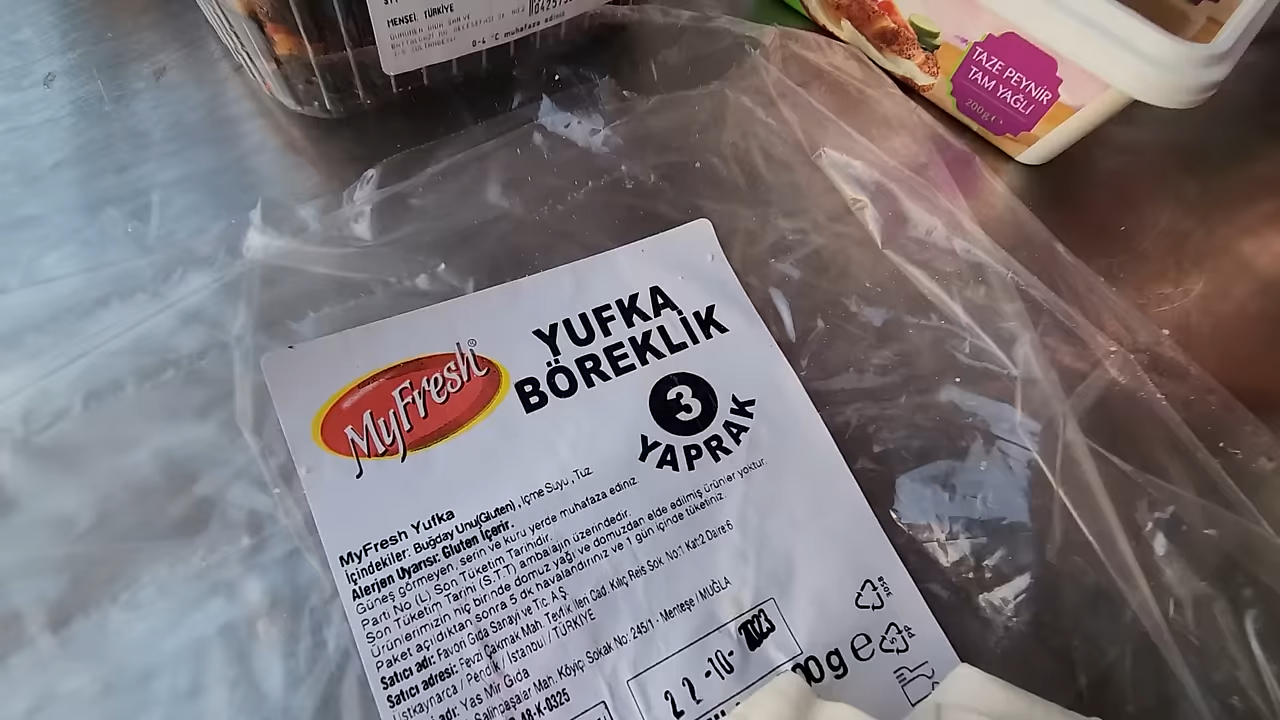 MENŞEİ: TÜRKİYE
0-4 °C muhafaza ediniz
TAZE PEYNİR
TAM YAĞLI
200g e
MyFresh®
YUFKA
BÖREKLİK
3
YAPRAK
MyFresh Yufka
İçindekiler: Buğday Unu(Gluten) , İçme Suyu , Tuz
Alerjen Uyarısı: Gluten İçerir.
Güneş görmeyen, serin ve kuru yerde muhafaza ediniz
Parti No (L) Son Tüketim Tarihidir.
Son Tüketim Tarihi (S.T.T) ambalajın üzerindedir.
Ürünlerimizin hiç birinde domuz yağı ve domuzdan elde edilmiş ürünler yoktur.
Paket açıldıktan sonra 5 dk havalandırınız ve 1 gün içinde tüketiniz.
Satıcı adı: Favori Gıda Sanayi ve Tic A.Ş.
Satıcı adresi: Fevzi Çakmak Mah. Tevfik İleri Cad. Kılıç Reis Sok. No:1 Kat:2 Daire:6
Pendik / İstanbul / TÜRKİYE
adı: Yas Mir Gıda
Köyiçi Sokak No:245/1 - Menteşe / MUĞLA
48-K-0325
22-10-2023
00g e